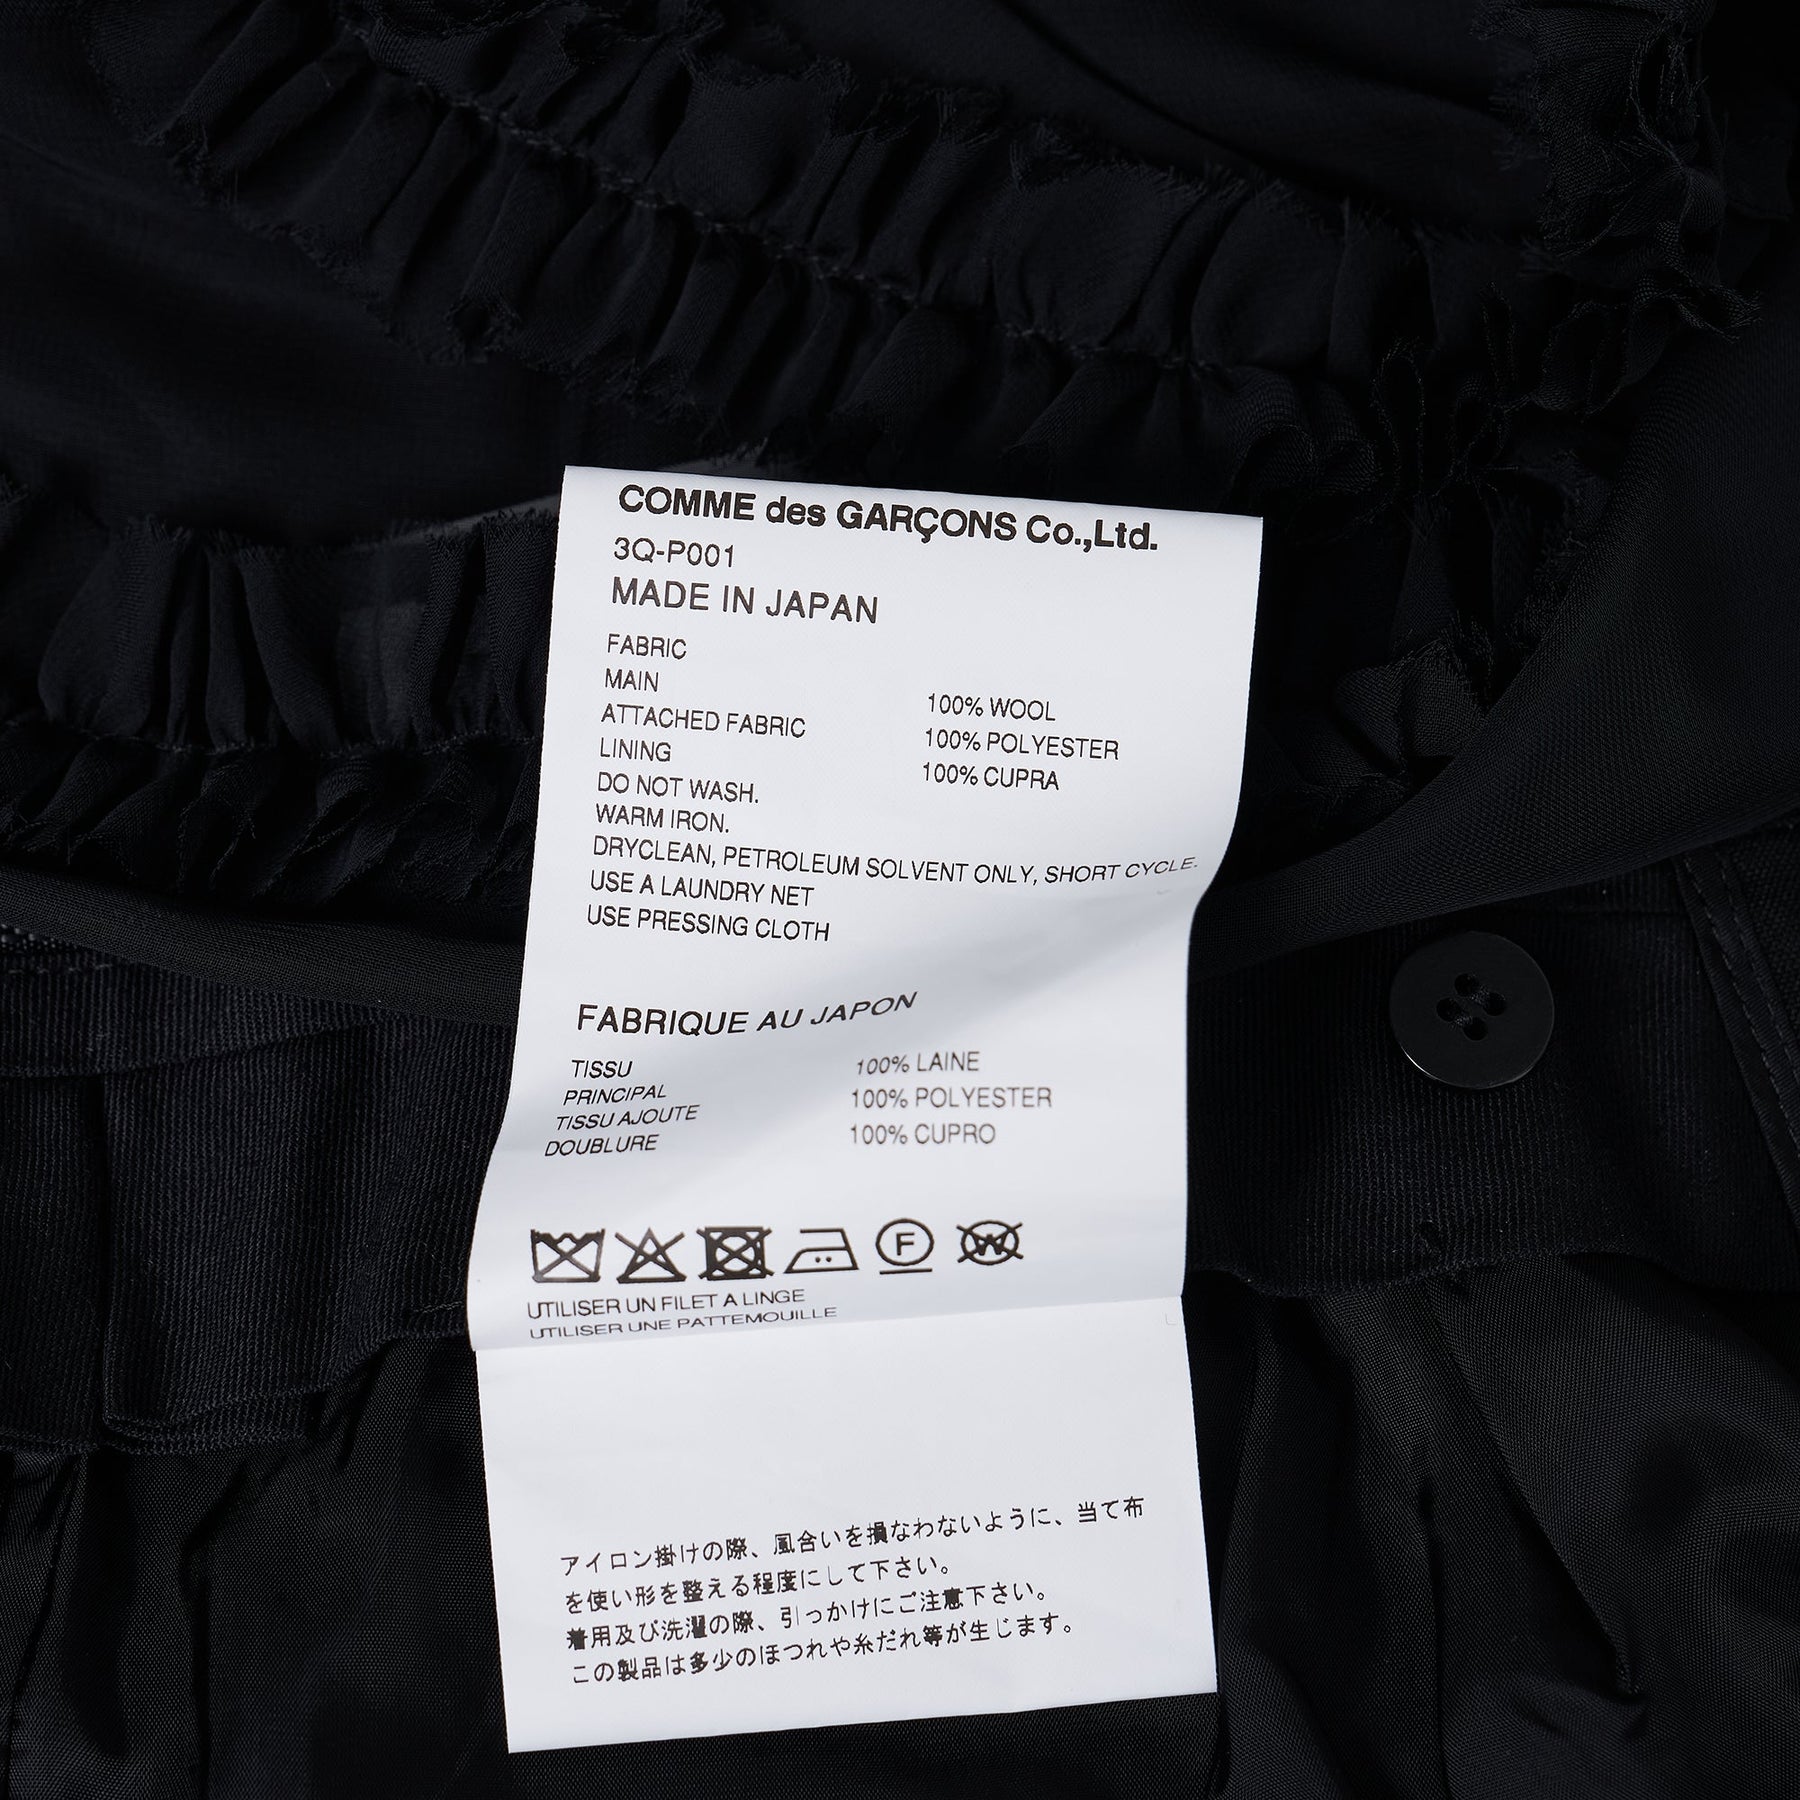 COMME des GARÇONS Co.,Ltd.
3Q-P001
MADE IN JAPAN
FABRIC
MAIN 100% WOOL
ATTACHED FABRIC 100% POLYESTER
LINING 100% CUPRA
DO NOT WASH.
WARM IRON.
DRYCLEAN, PETROLEUM SOLVENT ONLY, SHORT CYCLE.
USE A LAUNDRY NET
USE PRESSING CLOTH
FABRIQUE AU JAPON
TISSU
PRINCIPAL 100% LAINE
TISSU AJOUTE 100% POLYESTER
DOUBLURE 100% CUPRO
F W
UTILISER UN FILET A LINGE
UTILISER UNE PATTEMOUILLE
アイロン掛けの際、風合いを損なわないように、当て布
を使い形を整える程度にして下さい。
着用及び洗濯の際、引っかけにご注意下さい。
この製品は多少のほつれや糸だれ等が生じます。